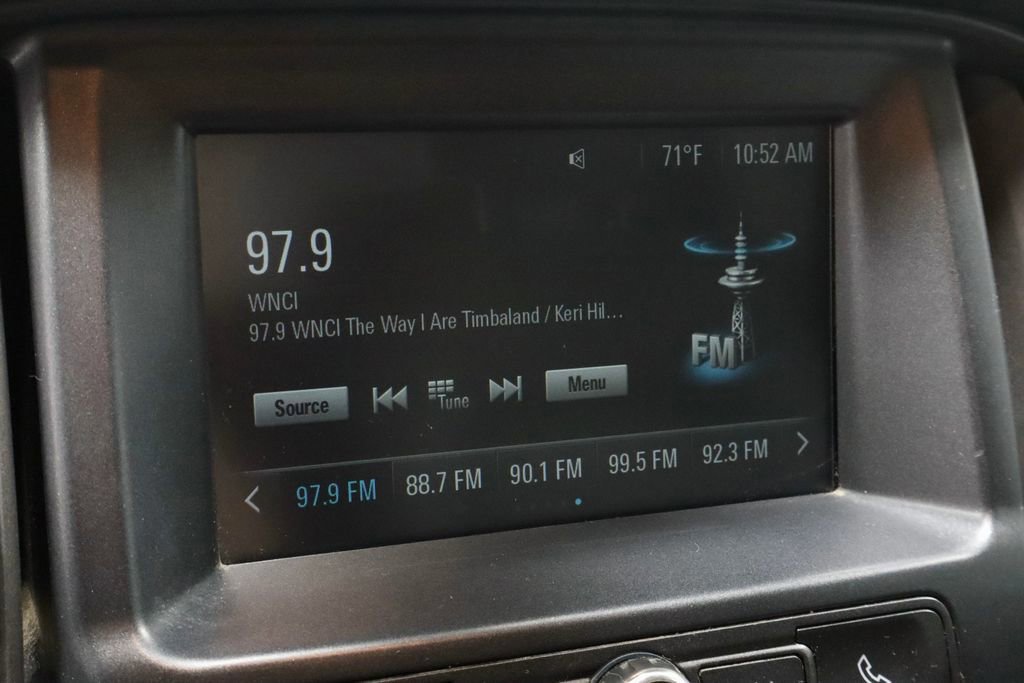 71°F 10:52 AM
97.9
WNCI
97.9 WNCI The Way I Are Timbaland / Keri Hil...
FM
Source Tune Menu
97.9 FM 88.7 FM 90.1 FM 99.5 FM 92.3 FM